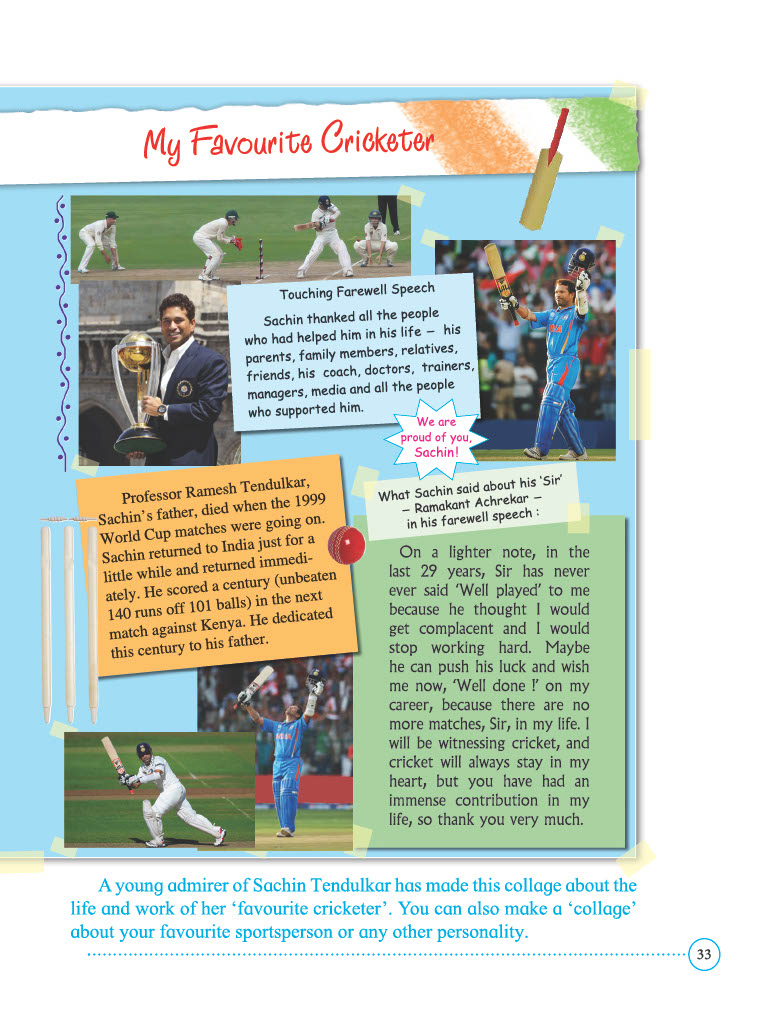 My Favourite Cricketer
Touching Farewell Speech
Sachin thanked all the people
who had helped him in his life – his
parents, family members, relatives,
friends, his coach, doctors, trainers,
managers, media and all the people
who supported him.
We are
proud of you,
Sachin!
Professor Ramesh Tendulkar,
Sachin's father, died when the 1999
World Cup matches were going on.
Sachin returned to India just for a
little while and returned immedi-
ately. He scored a century (unbeaten
140 runs off 101 balls) in the next
match against Kenya. He dedicated
this century to his father.
What Sachin said about his 'Sir'
– Ramakant Achrekar –
in his farewell speech :
On a lighter note, in the
last 29 years, Sir has never
ever said 'Well played' to me
because he thought I would
get complacent and I would
stop working hard. Maybe
he can push his luck and wish
me now, 'Well done !' on my
career, because there are no
more matches, Sir, in my life. I
will be witnessing cricket, and
cricket will always stay in my
heart, but you have had an
immense contribution in my
life, so thank you very much.
A young admirer of Sachin Tendulkar has made this collage about the
life and work of her 'favourite cricketer'. You can also make a 'collage'
about your favourite sportsperson or any other personality.
33